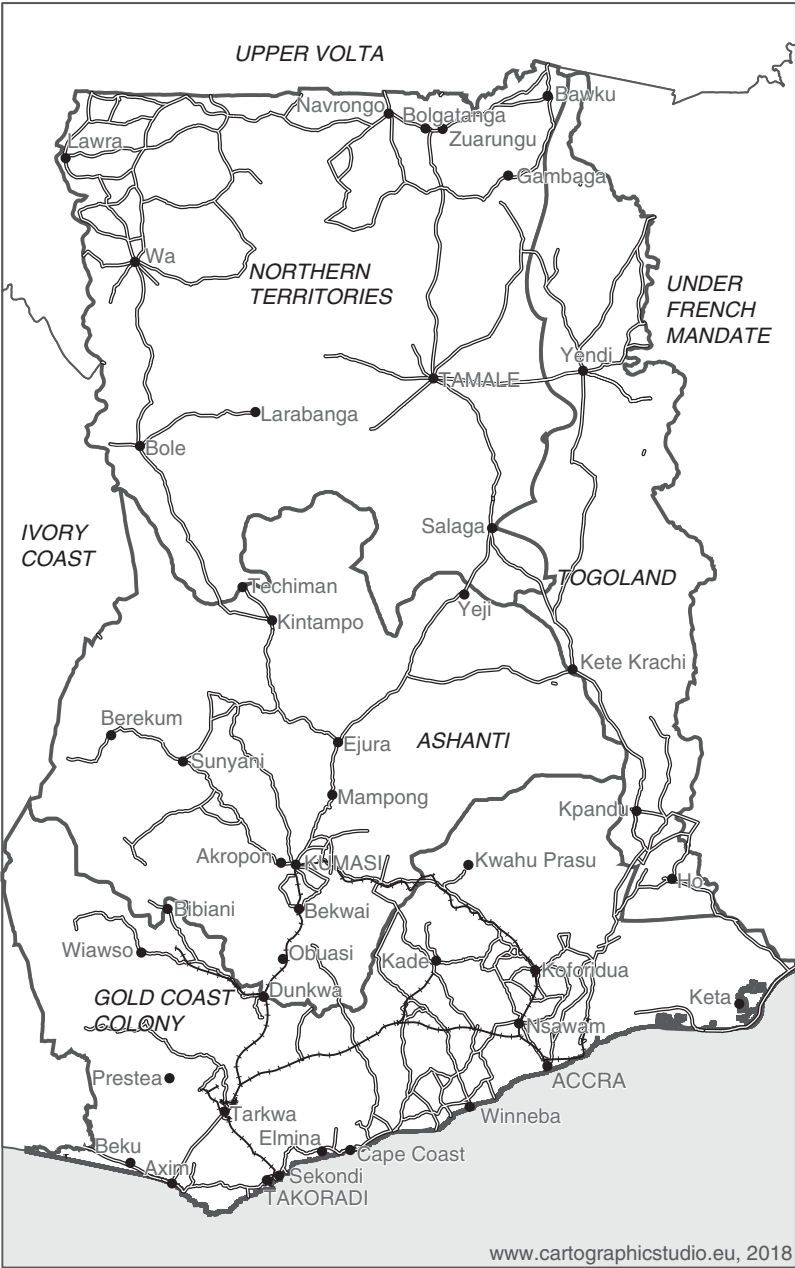 UPPER VOLTA
Bawku
Navrongo
Bolgatanga
Zuarungu
Lawra
Gambaga
Wa
NORTHERN
TERRITORIES
UNDER
FRENCH
MANDATE
Yendi
TAMALE
Larabanga
Bole
IVORY
COAST
Salaga
Techiman
TOGOLAND
Yeji
Kintampo
Kete Krachi
Berekum
Ejura
ASHANTI
Sunyani
Mampong
Kpandu
Akropon
KUMASI
Kwahu Prasu
Ho
Bibiani
Bekwai
Wiawso
Obuasi
Kade
Koforidua
GOLD COAST
COLONY
Dunkwa
Keta
Nsawam
Prestea
ACCRA
Tarkwa
Winneba
Elmina
Cape Coast
Beku
Axim
Sekondi
TAKORADI
www.cartographicstudio.eu, 2018